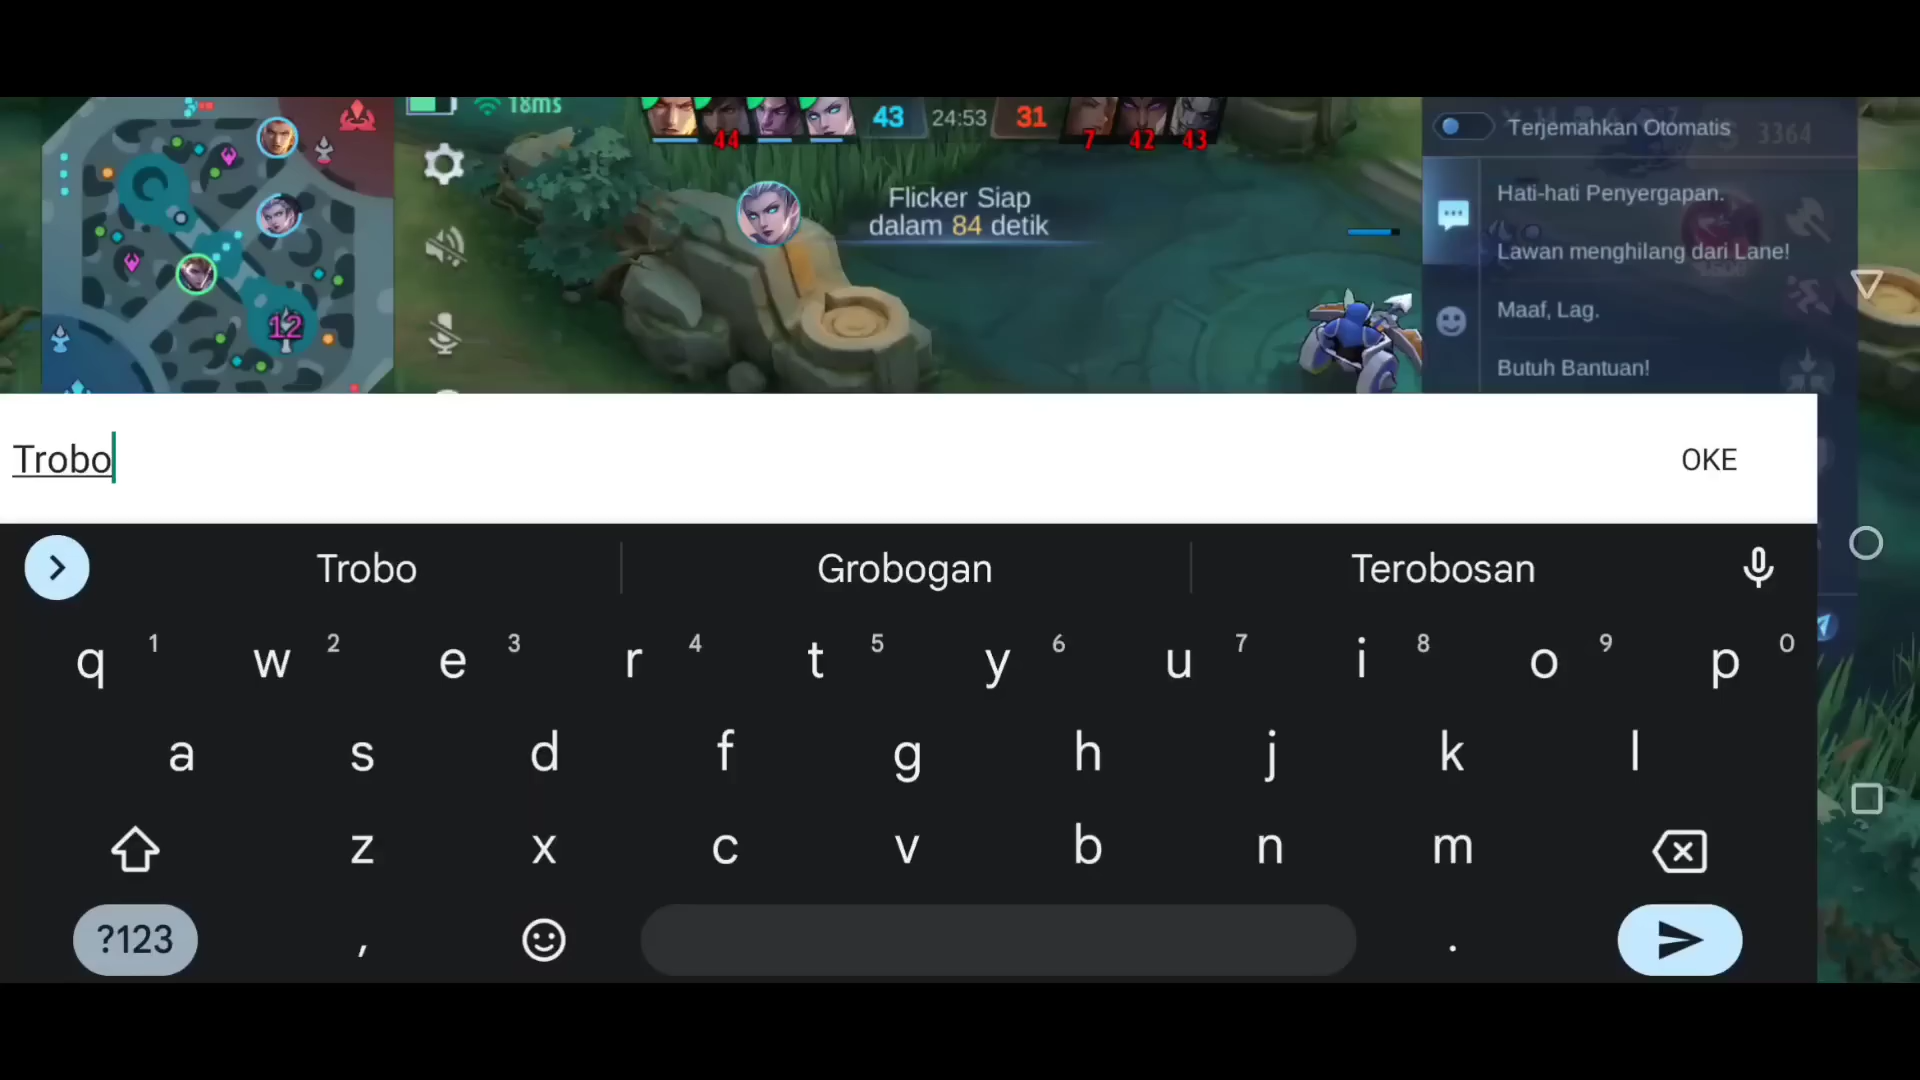 18ms
43 24:53 31
44
7 42 43
Terjemahkan Otomatis
3364
Flicker Siap
dalam 84 detik
Hati-hati Penyergapan.
Lawan menghilang dari Lane!
Maaf, Lag.
Butuh Bantuan!
12
Trobo
OKE
Trobo Grobogan Terobosan
q 1 w 2 e 3 r 4 t 5 y 6 u 7 i 8 o 9 p 0
a s d f g h j k l
z x c v b n m
?123 , .